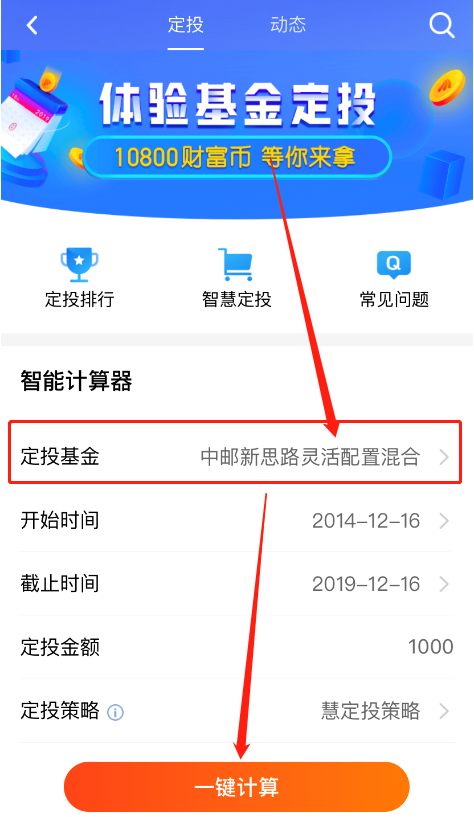 定投 动态
体验基金定投
10800财富币 等你来拿
定投排行 智慧定投 常见问题
智能计算器
定投基金 中邮新思路灵活配置混合
开始时间 2014-12-16
截止时间 2019-12-16
定投金额 1000
定投策略 慧定投策略
一键计算